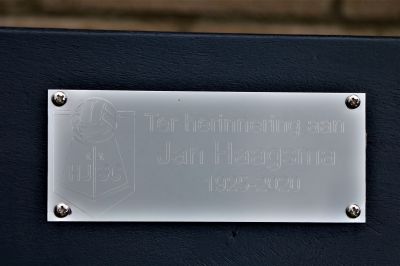 Ter herinnering aan
Jan Haagsma
1925-2020